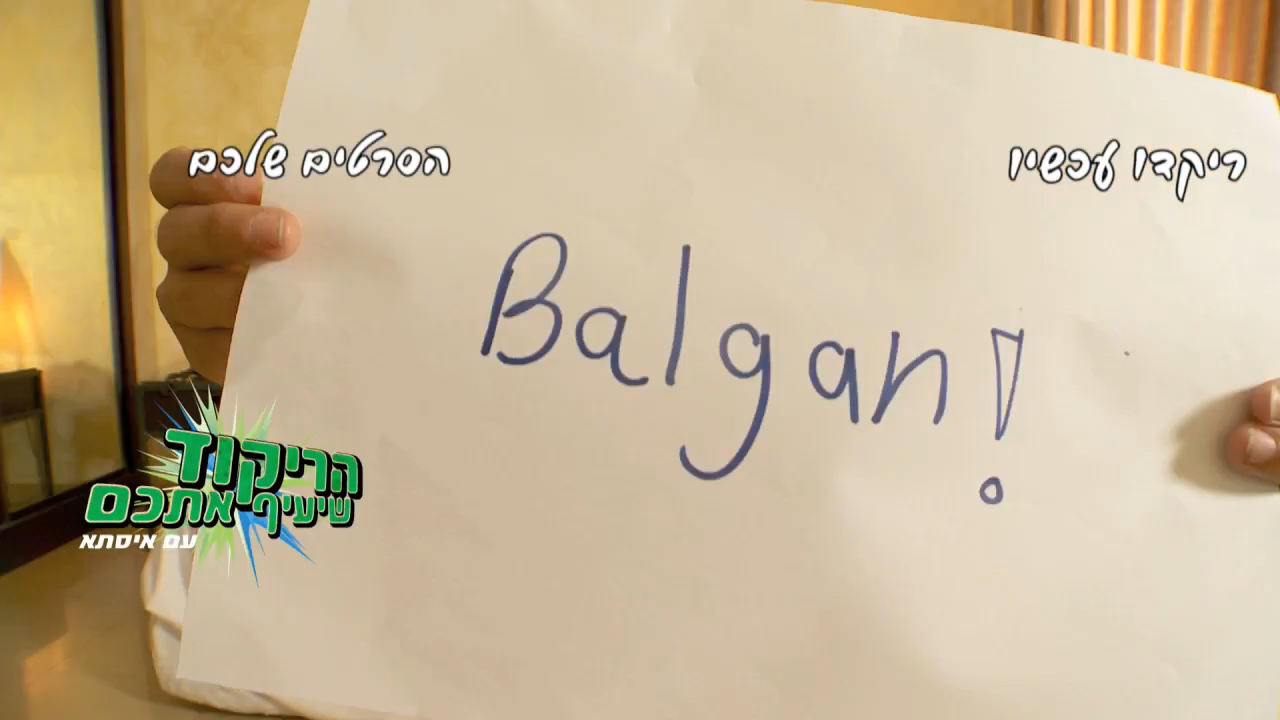 ריקדו עכשיו
הסרטים שלכם
Balgan!
הריקוד
שיעיף אתכם
עם איסתא